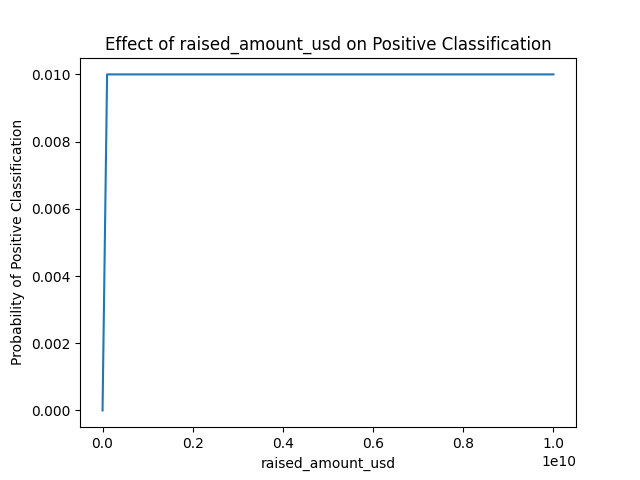 Effect of raised_amount_usd on Positive Classification
Probability of Positive Classification
0.010
0.008
0.006
0.004
0.002
0.000
0.0 0.2 0.4 0.6 0.8 1.0
1e10
raised_amount_usd